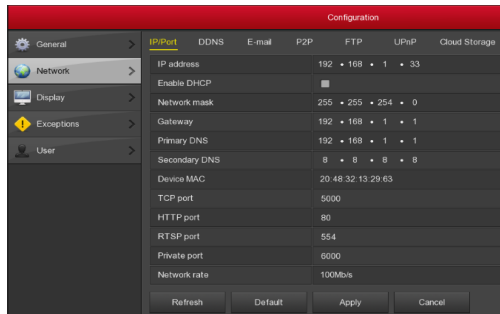 Configuration
General >
Network >
Display >
Exceptions >
User >
IP/Port DDNS E-mail P2P FTP UPnP Cloud Storage
IP address 192 • 168 • 1 • 33
Enable DHCP
Network mask 255 • 255 • 254 • 0
Gateway 192 • 168 • 1 • 1
Primary DNS 192 • 168 • 1 • 1
Secondary DNS 8 • 8 • 8 • 8
Device MAC 20:48:32:13:29:63
TCP port 5000
HTTP port 80
RTSP port 554
Private port 6000
Network rate 100Mb/s
Refresh Default Apply Cancel